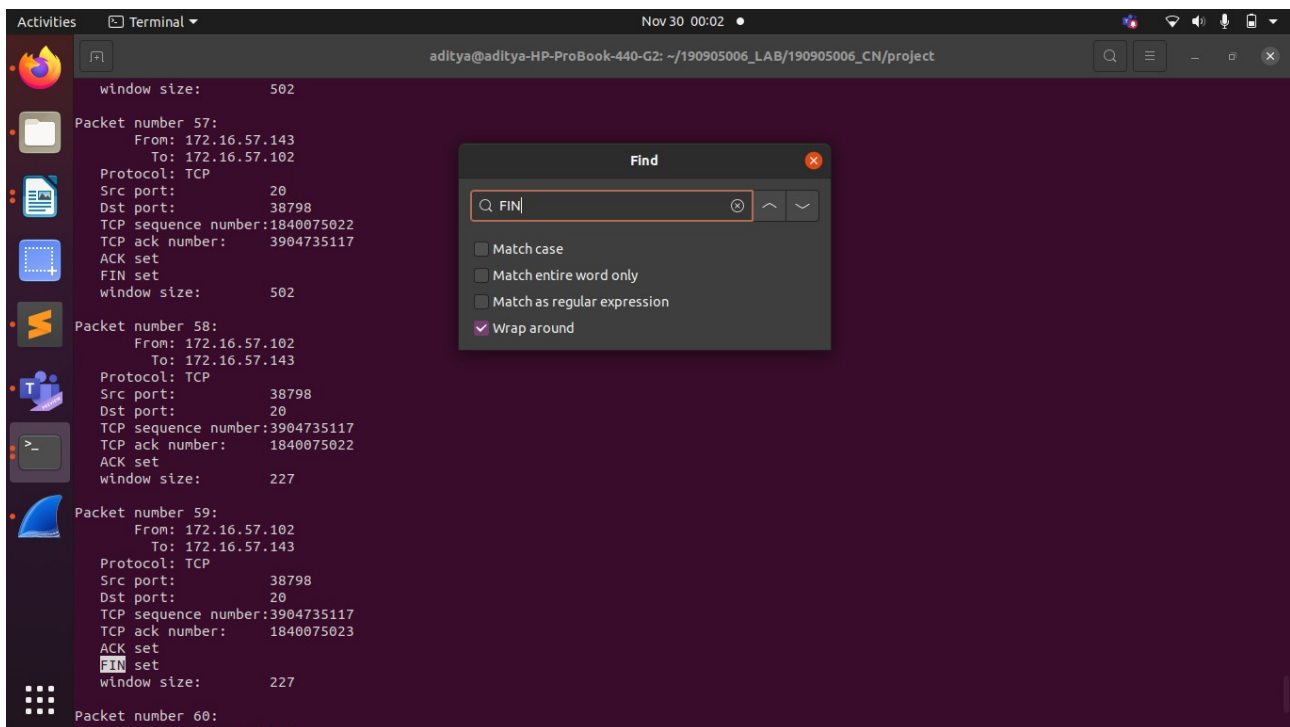 Activities Terminal Nov 30 00:02
aditya@aditya-HP-ProBook-440-G2: ~/190905006_LAB/190905006_CN/project
window size: 502
Packet number 57:
From: 172.16.57.143
To: 172.16.57.102
Protocol: TCP
Src port: 20
Dst port: 38798
TCP sequence number:1840075022
TCP ack number: 3904735117
ACK set
FIN set
window size: 502
Packet number 58:
From: 172.16.57.102
To: 172.16.57.143
Protocol: TCP
Src port: 38798
Dst port: 20
TCP sequence number:3904735117
TCP ack number: 1840075022
ACK set
window size: 227
Packet number 59:
From: 172.16.57.102
To: 172.16.57.143
Protocol: TCP
Src port: 38798
Dst port: 20
TCP sequence number:3904735117
TCP ack number: 1840075023
ACK set
FIN set
window size: 227
Packet number 60:
Find
FIN
Match case
Match entire word only
Match as regular expression
Wrap around